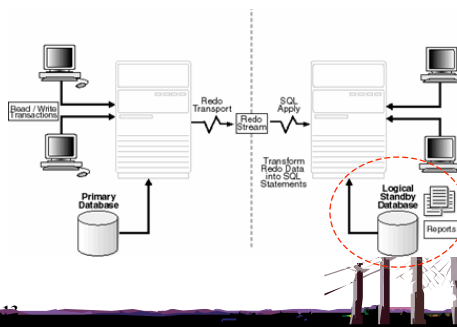 Read / Write
Transactions
Redo
Transport
Redo
Stream
SQL
Apply
Transform
Redo Data
into SQL
Statements
Primary
Database
Logical
Standby
Database
Reports